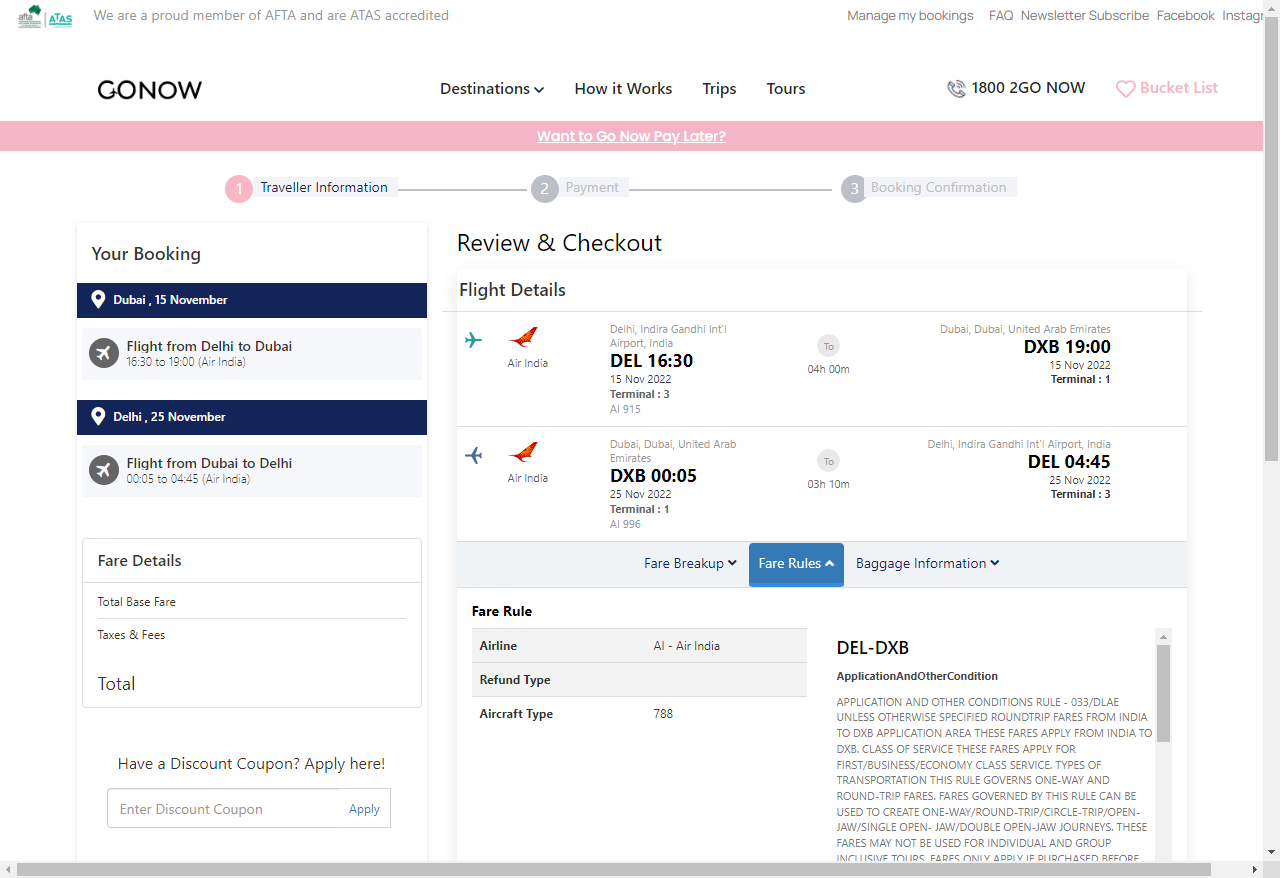 afta
ATAS
We are a proud member of AFTA and are ATAS accredited
Manage my bookings FAQ Newsletter Subscribe Facebook Instagr
GONOW
Destinations How it Works Trips Tours
1800 2GO NOW
Bucket List
Want to Go Now Pay Later?
1 Traveller Information
2 Payment
3 Booking Confirmation
Your Booking
Dubai , 15 November
Flight from Delhi to Dubai
16:30 to 19:00 (Air India)
Delhi , 25 November
Flight from Dubai to Delhi
00:05 to 04:45 (Air India)
Fare Details
Total Base Fare
Taxes & Fees
Total
Have a Discount Coupon? Apply here!
Enter Discount Coupon Apply
Review & Checkout
Flight Details
Air India
Delhi, Indira Gandhi Int'l
Airport, India
DEL 16:30
15 Nov 2022
Terminal : 3
AI 915
To
04h 00m
Dubai, Dubai, United Arab Emirates
DXB 19:00
15 Nov 2022
Terminal : 1
Air India
Dubai, Dubai, United Arab
Emirates
DXB 00:05
25 Nov 2022
Terminal : 1
AI 996
To
03h 10m
Delhi, Indira Gandhi Int'l Airport, India
DEL 04:45
25 Nov 2022
Terminal : 3
Fare Breakup Fare Rules Baggage Information
Fare Rule
Airline AI - Air India
Refund Type
Aircraft Type 788
DEL-DXB
ApplicationAndOtherCondition
APPLICATION AND OTHER CONDITIONS RULE - 033/DLAE
UNLESS OTHERWISE SPECIFIED ROUNDTRIP FARES FROM INDIA
TO DXB APPLICATION AREA THESE FARES APPLY FROM INDIA TO
DXB. CLASS OF SERVICE THESE FARES APPLY FOR
FIRST/BUSINESS/ECONOMY CLASS SERVICE. TYPES OF
TRANSPORTATION THIS RULE GOVERNS ONE-WAY AND
ROUND-TRIP FARES. FARES GOVERNED BY THIS RULE CAN BE
USED TO CREATE ONE-WAY/ROUND-TRIP/CIRCLE-TRIP/OPEN-
JAW/SINGLE OPEN- JAW/DOUBLE OPEN-JAW JOURNEYS. THESE
FARES MAY NOT BE USED FOR INDIVIDUAL AND GROUP
INCLUSIVE TOURS. FARES ONLY APPLY IF PURCHASED BEFORE